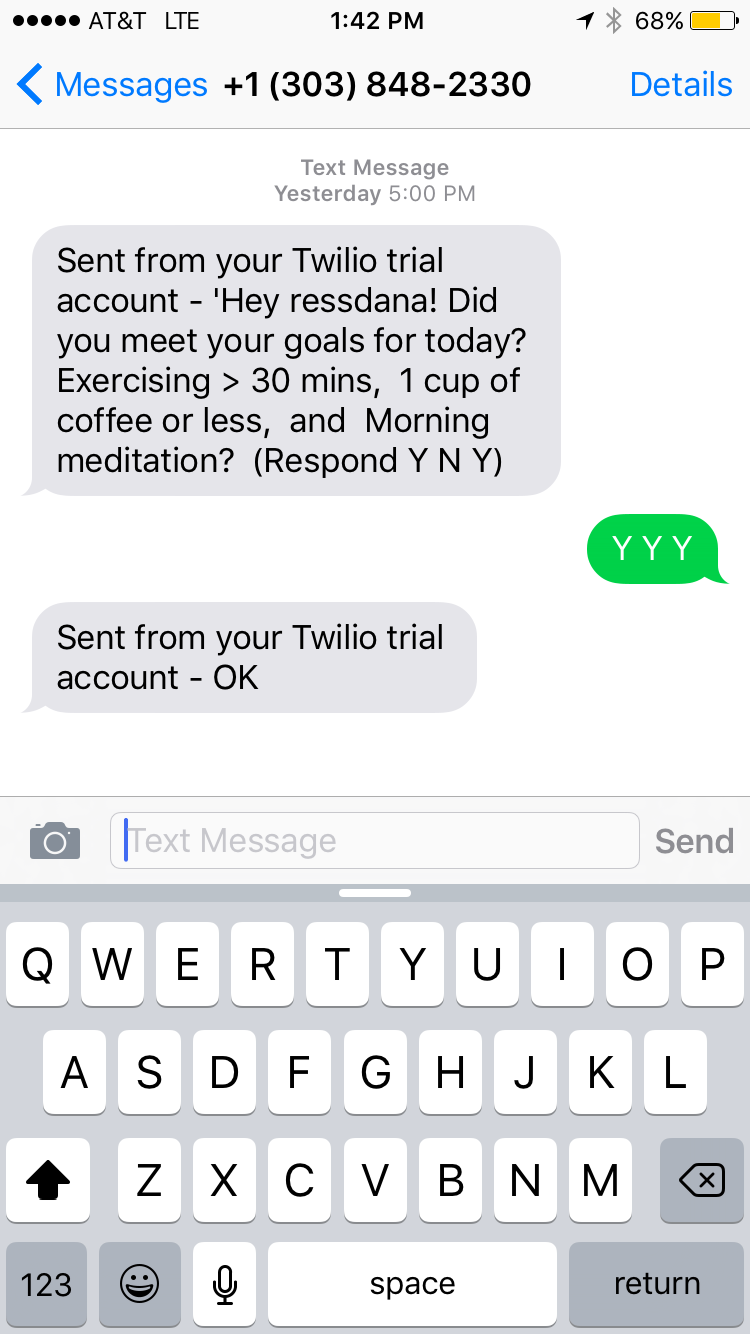 AT&T LTE 1:42 PM 68%
Messages +1 (303) 848-2330 Details
Text Message
Yesterday 5:00 PM
Sent from your Twilio trial
account - 'Hey ressdana! Did
you meet your goals for today?
Exercising > 30 mins,  1 cup of
coffee or less,  and  Morning
meditation?  (Respond Y N Y)
Y Y Y
Sent from your Twilio trial
account - OK
Text Message Send
Q W E R T Y U I O P
A S D F G H J K L
Z X C V B N M
123 space return